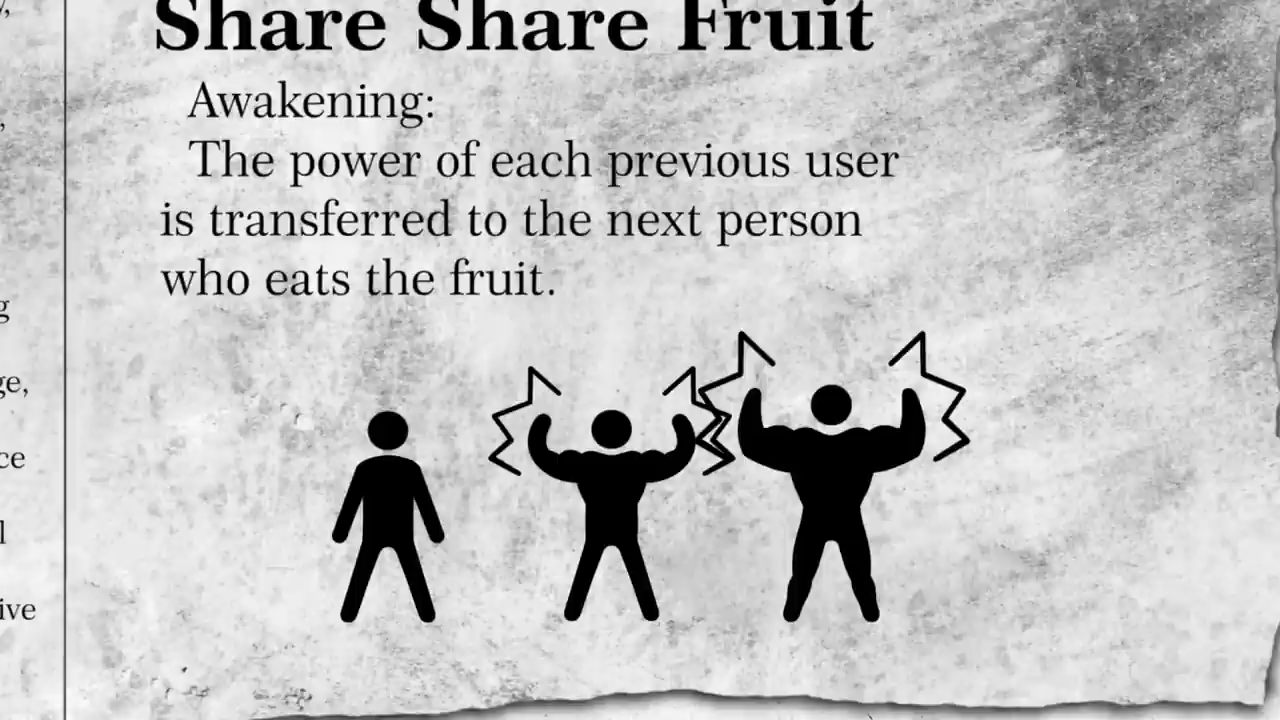 Share Share Fruit
Awakening:
The power of each previous user
is transferred to the next person
who eats the fruit.
ive